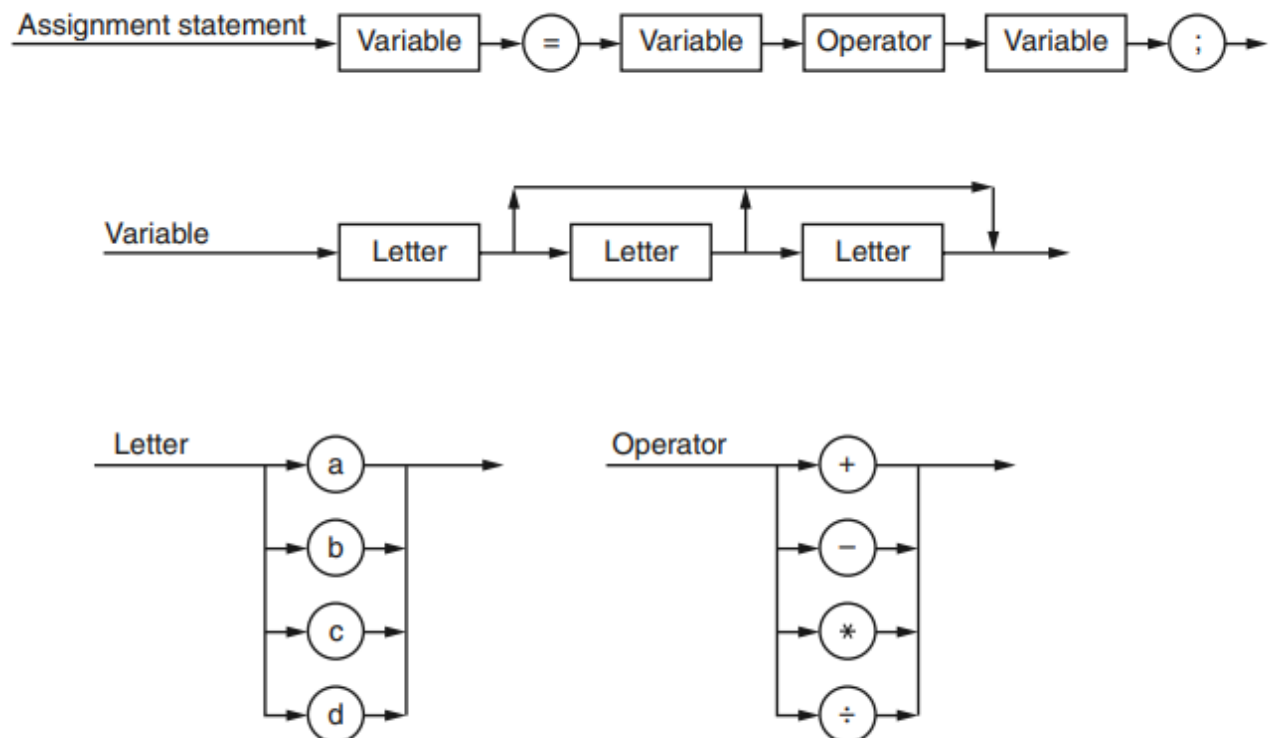 Assignment statement Variable = Variable Operator Variable ;
Variable Letter Letter Letter
Letter a Operator +
b −
c *
d ÷